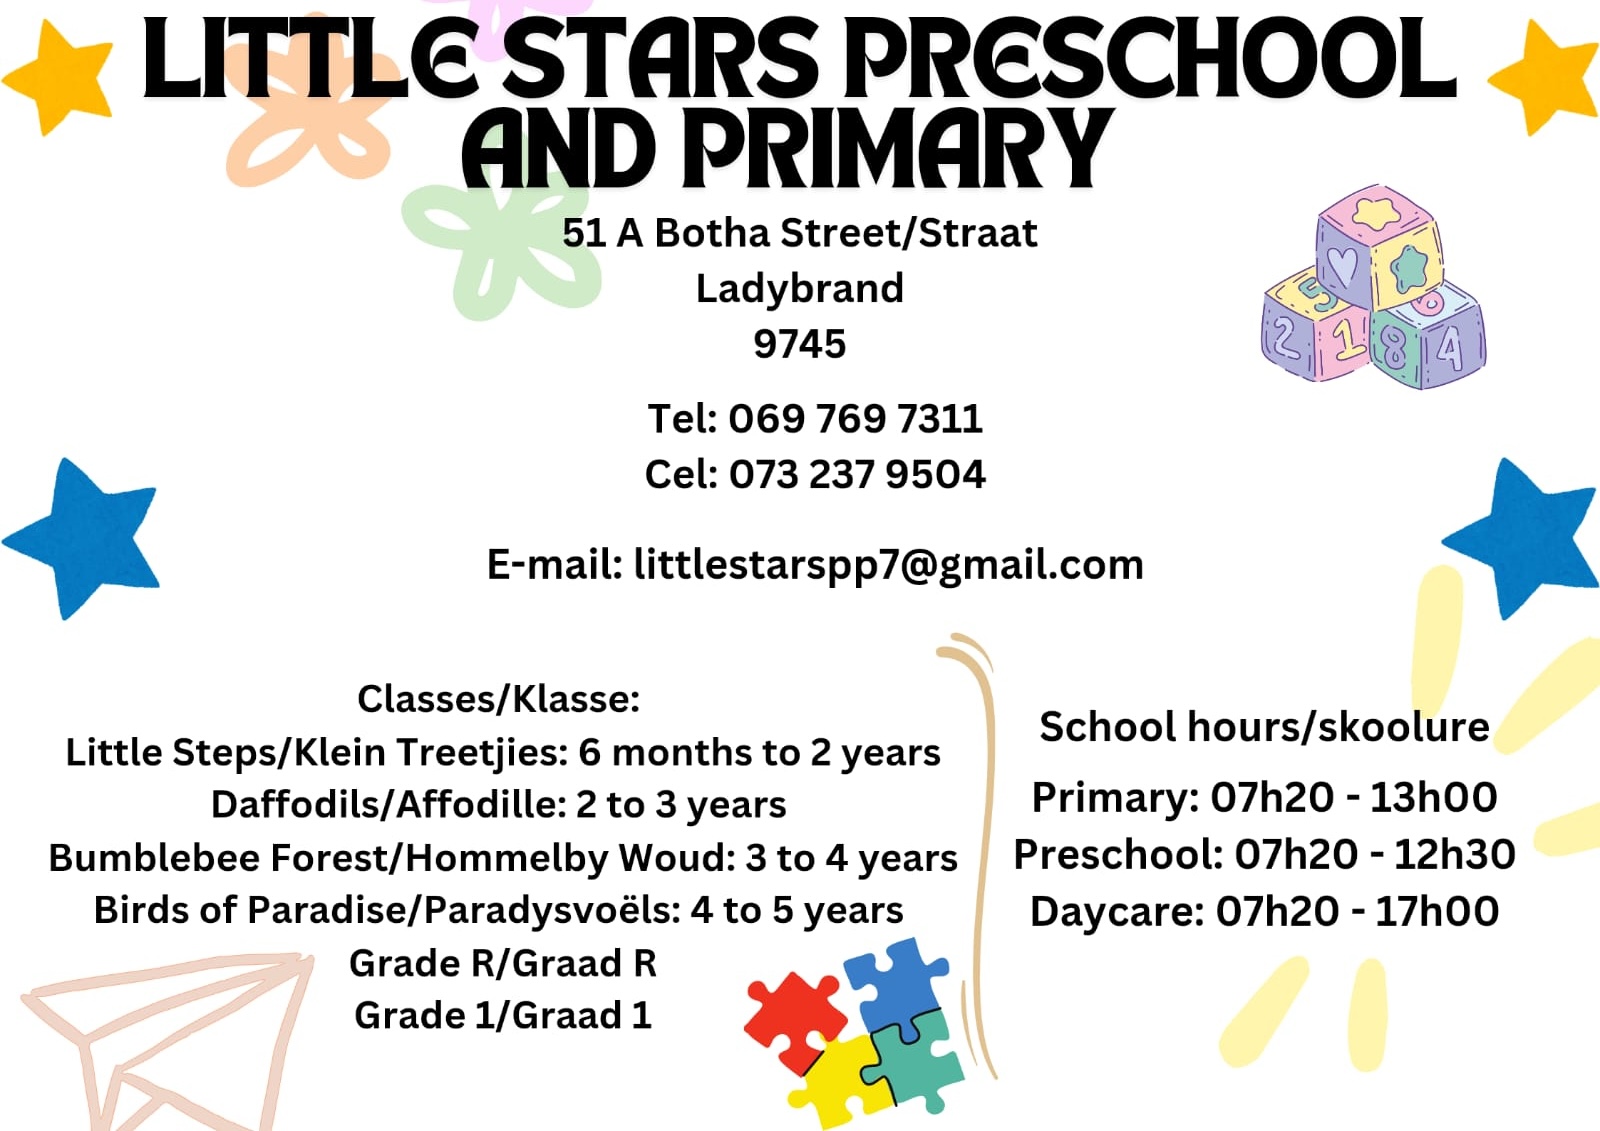 LITTLE STARS PRESCHOOL
AND PRIMARY
51 A Botha Street/Straat
Ladybrand
9745
Tel: 069 769 7311
Cel: 073 237 9504
E-mail: littlestarspp7@gmail.com
Classes/Klasse:
Little Steps/Klein Treetjies: 6 months to 2 years
Daffodils/Affodille: 2 to 3 years
Bumblebee Forest/Hommelby Woud: 3 to 4 years
Birds of Paradise/Paradysvoëls: 4 to 5 years
Grade R/Graad R
Grade 1/Graad 1
School hours/skoolure
Primary: 07h20 - 13h00
Preschool: 07h20 - 12h30
Daycare: 07h20 - 17h00
5
6
2 1 8 4